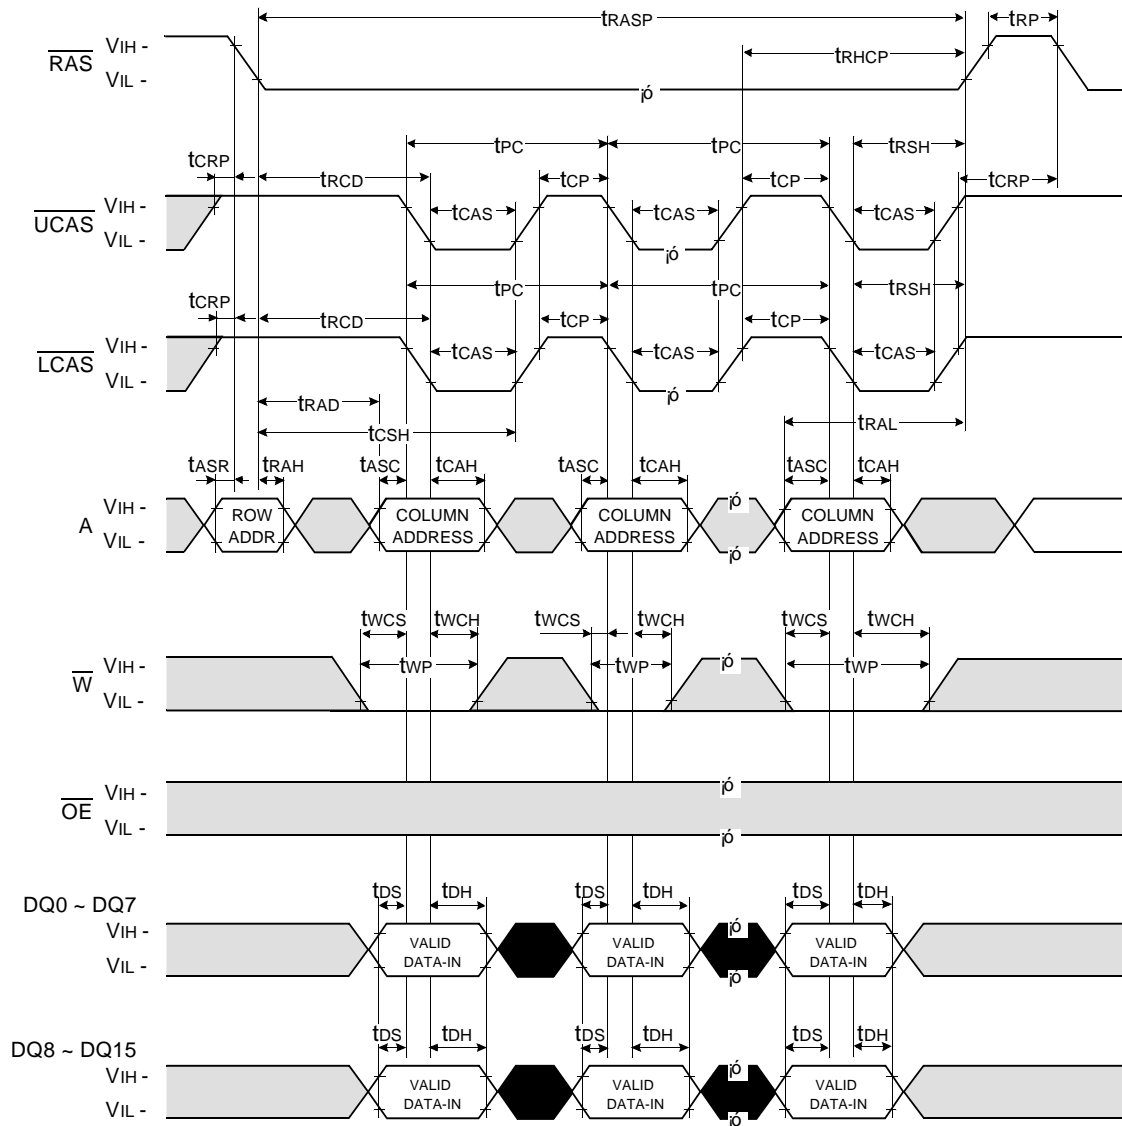 tRASP
tRP
RAS
VIH -
VIL -
tRHCP
¡ó
tPC
tPC
tRSH
tCRP
tRCD
tCP
tCP
tCRP
UCAS
VIH -
VIL -
tCAS
tCAS
tCAS
¡ó
tPC
tPC
tRSH
tCRP
tRCD
tCP
tCP
LCAS
VIH -
VIL -
tCAS
tCAS
tCAS
¡ó
tRAD
tCSH
tRAL
tASR
tRAH
tASC
tCAH
tASC
tCAH
tASC
tCAH
A
VIH -
VIL -
ROW
ADDR
COLUMN
ADDRESS
COLUMN
ADDRESS
¡ó
¡ó
COLUMN
ADDRESS
tWCS
tWCH
tWCS
tWCH
tWCS
tWCH
W
VIH -
VIL -
tWP
tWP
¡ó
¡ó
tWP
OE
VIH -
VIL -
¡ó
¡ó
DQ0 ~ DQ7
tDS
tDH
tDS
tDH
tDS
tDH
VIH -
VIL -
VALID
DATA-IN
VALID
DATA-IN
¡ó
¡ó
VALID
DATA-IN
DQ8 ~ DQ15
tDS
tDH
tDS
tDH
tDS
tDH
VIH -
VIL -
VALID
DATA-IN
VALID
DATA-IN
¡ó
¡ó
VALID
DATA-IN